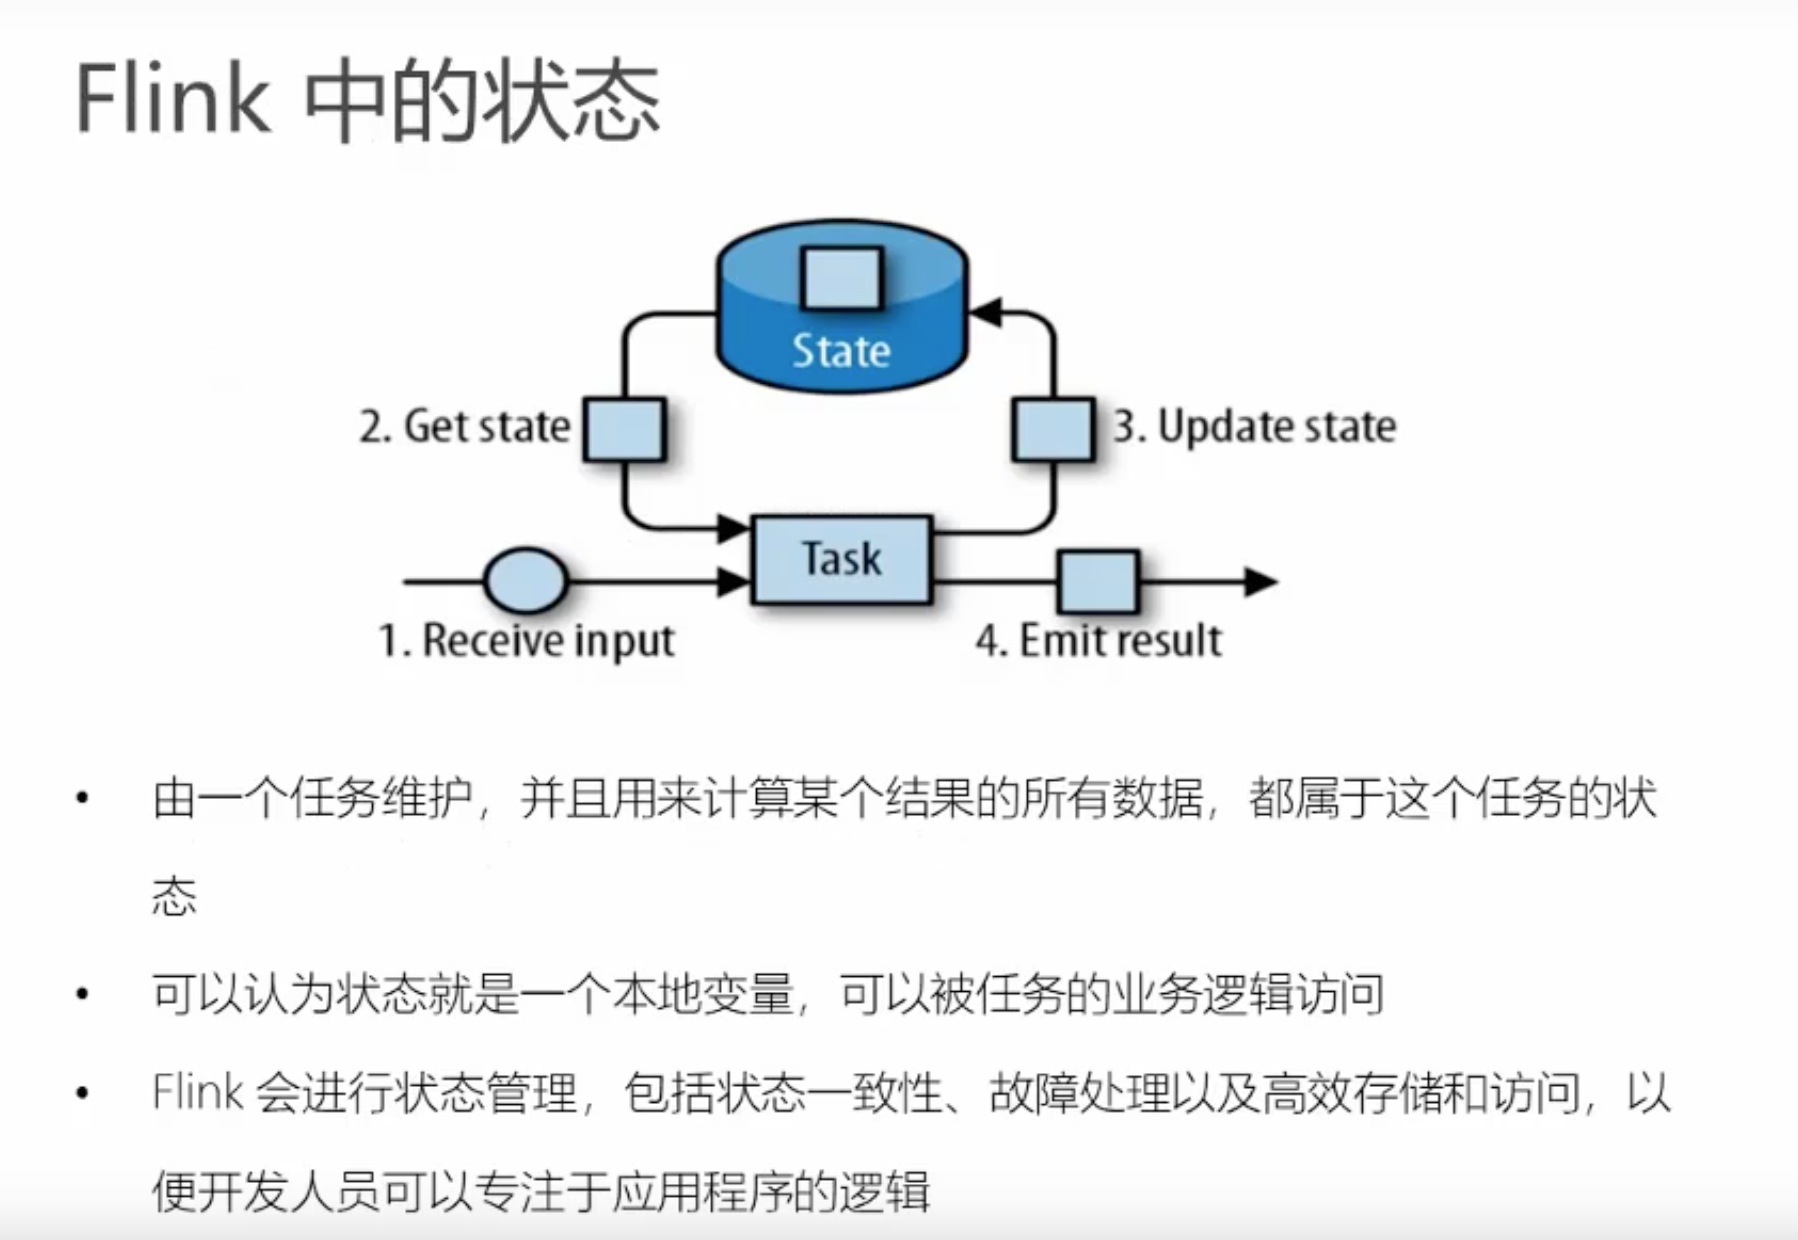 Flink 中的状态
State
2. Get state
3. Update state
Task
1. Receive input
4. Emit result
• 由一个任务维护，并且用来计算某个结果的所有数据，都属于这个任务的状
态
• 可以认为状态就是一个本地变量，可以被任务的业务逻辑访问
• Flink 会进行状态管理，包括状态一致性、故障处理以及高效存储和访问，以
便开发人员可以专注于应用程序的逻辑